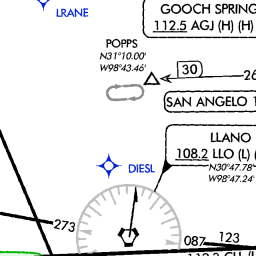 LRANE
GOOCH SPRING
112.5 AGJ (H) (H)
POPPS
N31°10.00'
W98°43.46'
30
26
SAN ANGELO 1
LLANO
108.2 LLO (L) (
N30°47.78'
W98°47.24'
DIESL
273
087
123